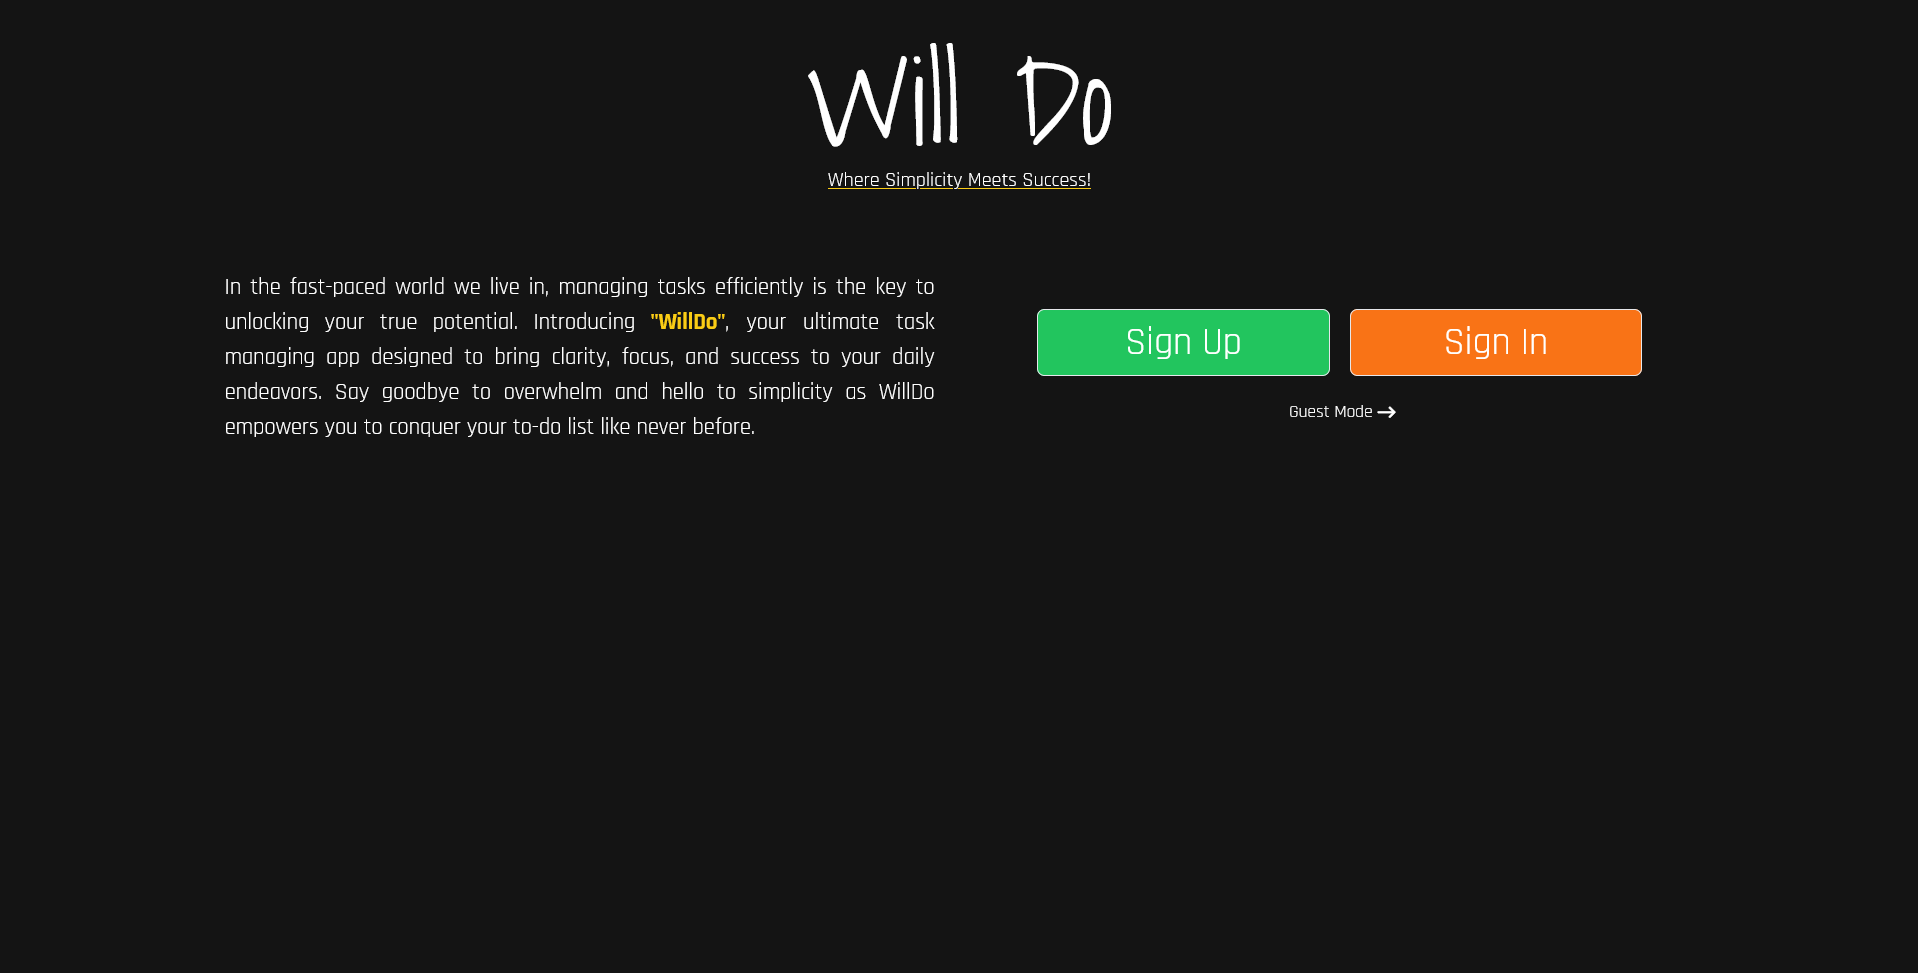 Will Do
Where Simplicity Meets Success!
In the fast-paced world we live in, managing tasks efficiently is the key to
unlocking your true potential. Introducing "WillDo", your ultimate task
managing app designed to bring clarity, focus, and success to your daily
endeavors. Say goodbye to overwhelm and hello to simplicity as WillDo
empowers you to conquer your to-do list like never before.
Sign Up
Sign In
Guest Mode